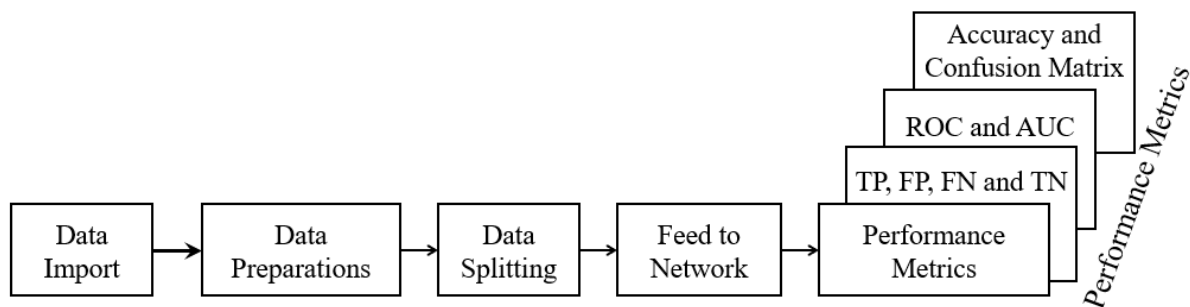 Accuracy and
Confusion Matrix
ROC and AUC
TP, FP, FN and TN
Performance Metrics
Data
Import
Data
Preparations
Data
Splitting
Feed to
Network
Performance
Metrics